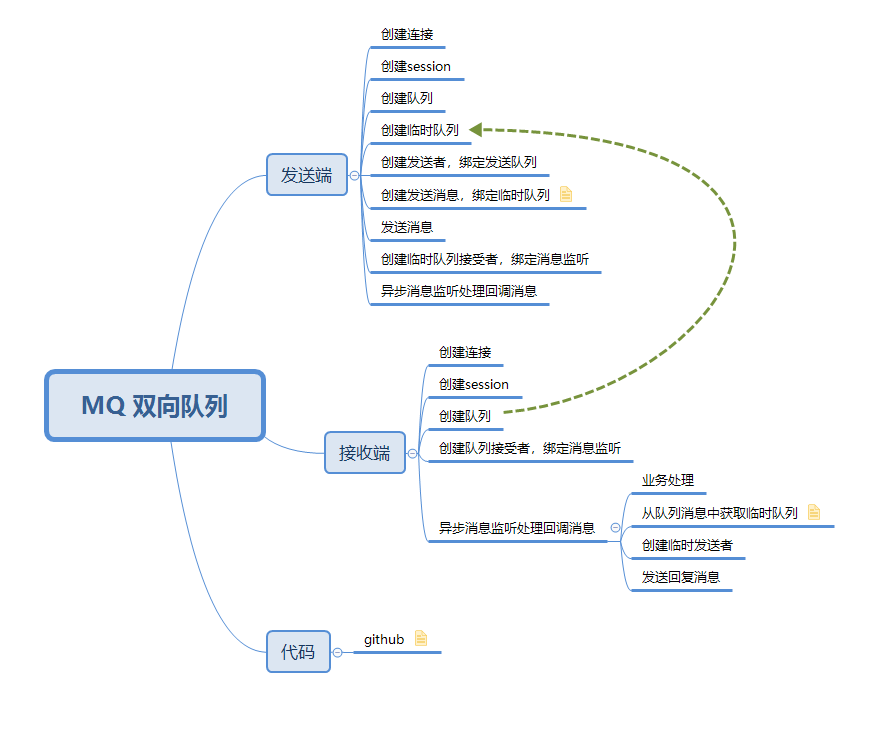 MQ 双向队列
发送端
创建连接
创建session
创建队列
创建临时队列
创建发送者，绑定发送队列
创建发送消息，绑定临时队列
发送消息
创建临时队列接受者，绑定消息监听
异步消息监听处理回调消息
接收端
创建连接
创建session
创建队列
创建队列接受者，绑定消息监听
异步消息监听处理回调消息
业务处理
从队列消息中获取临时队列
创建临时发送者
发送回复消息
代码
github